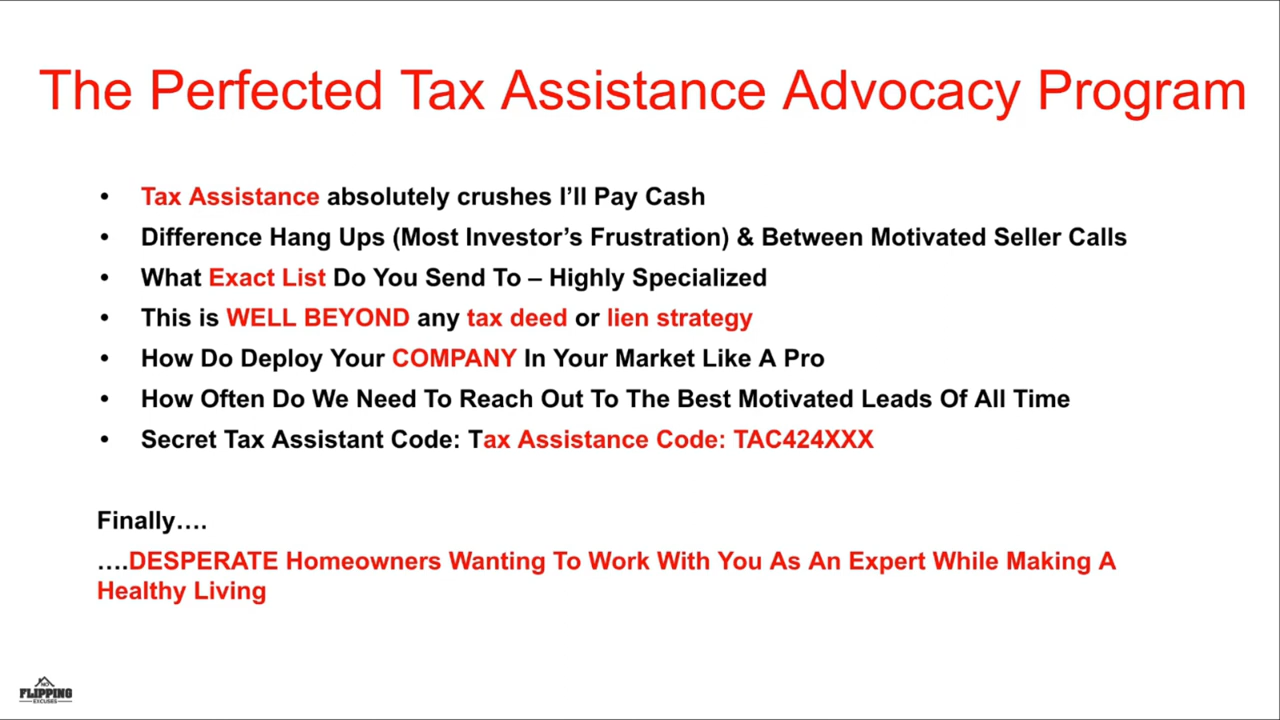 The Perfected Tax Assistance Advocacy Program
• Tax Assistance absolutely crushes I’ll Pay Cash
• Difference Hang Ups (Most Investor’s Frustration) & Between Motivated Seller Calls
• What Exact List Do You Send To – Highly Specialized
• This is WELL BEYOND any tax deed or lien strategy
• How Do Deploy Your COMPANY In Your Market Like A Pro
• How Often Do We Need To Reach Out To The Best Motivated Leads Of All Time
• Secret Tax Assistant Code: Tax Assistance Code: TAC424XXX
Finally….
….DESPERATE Homeowners Wanting To Work With You As An Expert While Making A
Healthy Living
NO
FLIPPING
EXCUSES